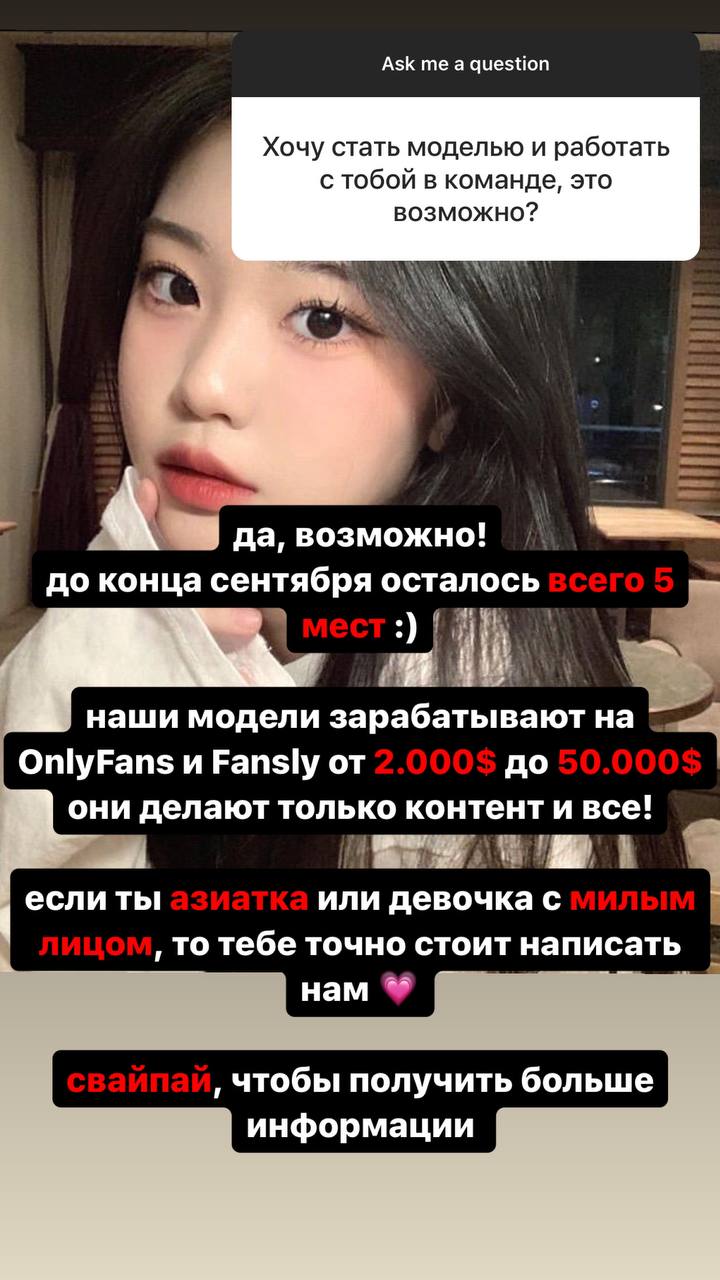 Ask me a question
Хочу стать моделью и работать
с тобой в команде, это
возможно?
да, возможно!
до конца сентября осталось всего 5
мест :)
наши модели зарабатывают на
OnlyFans и Fansly от 2.000$ до 50.000$
они делают только контент и все!
если ты азиатка или девочка с милым
лицом, то тебе точно стоит написать
нам 💗
свайпай, чтобы получить больше
информации